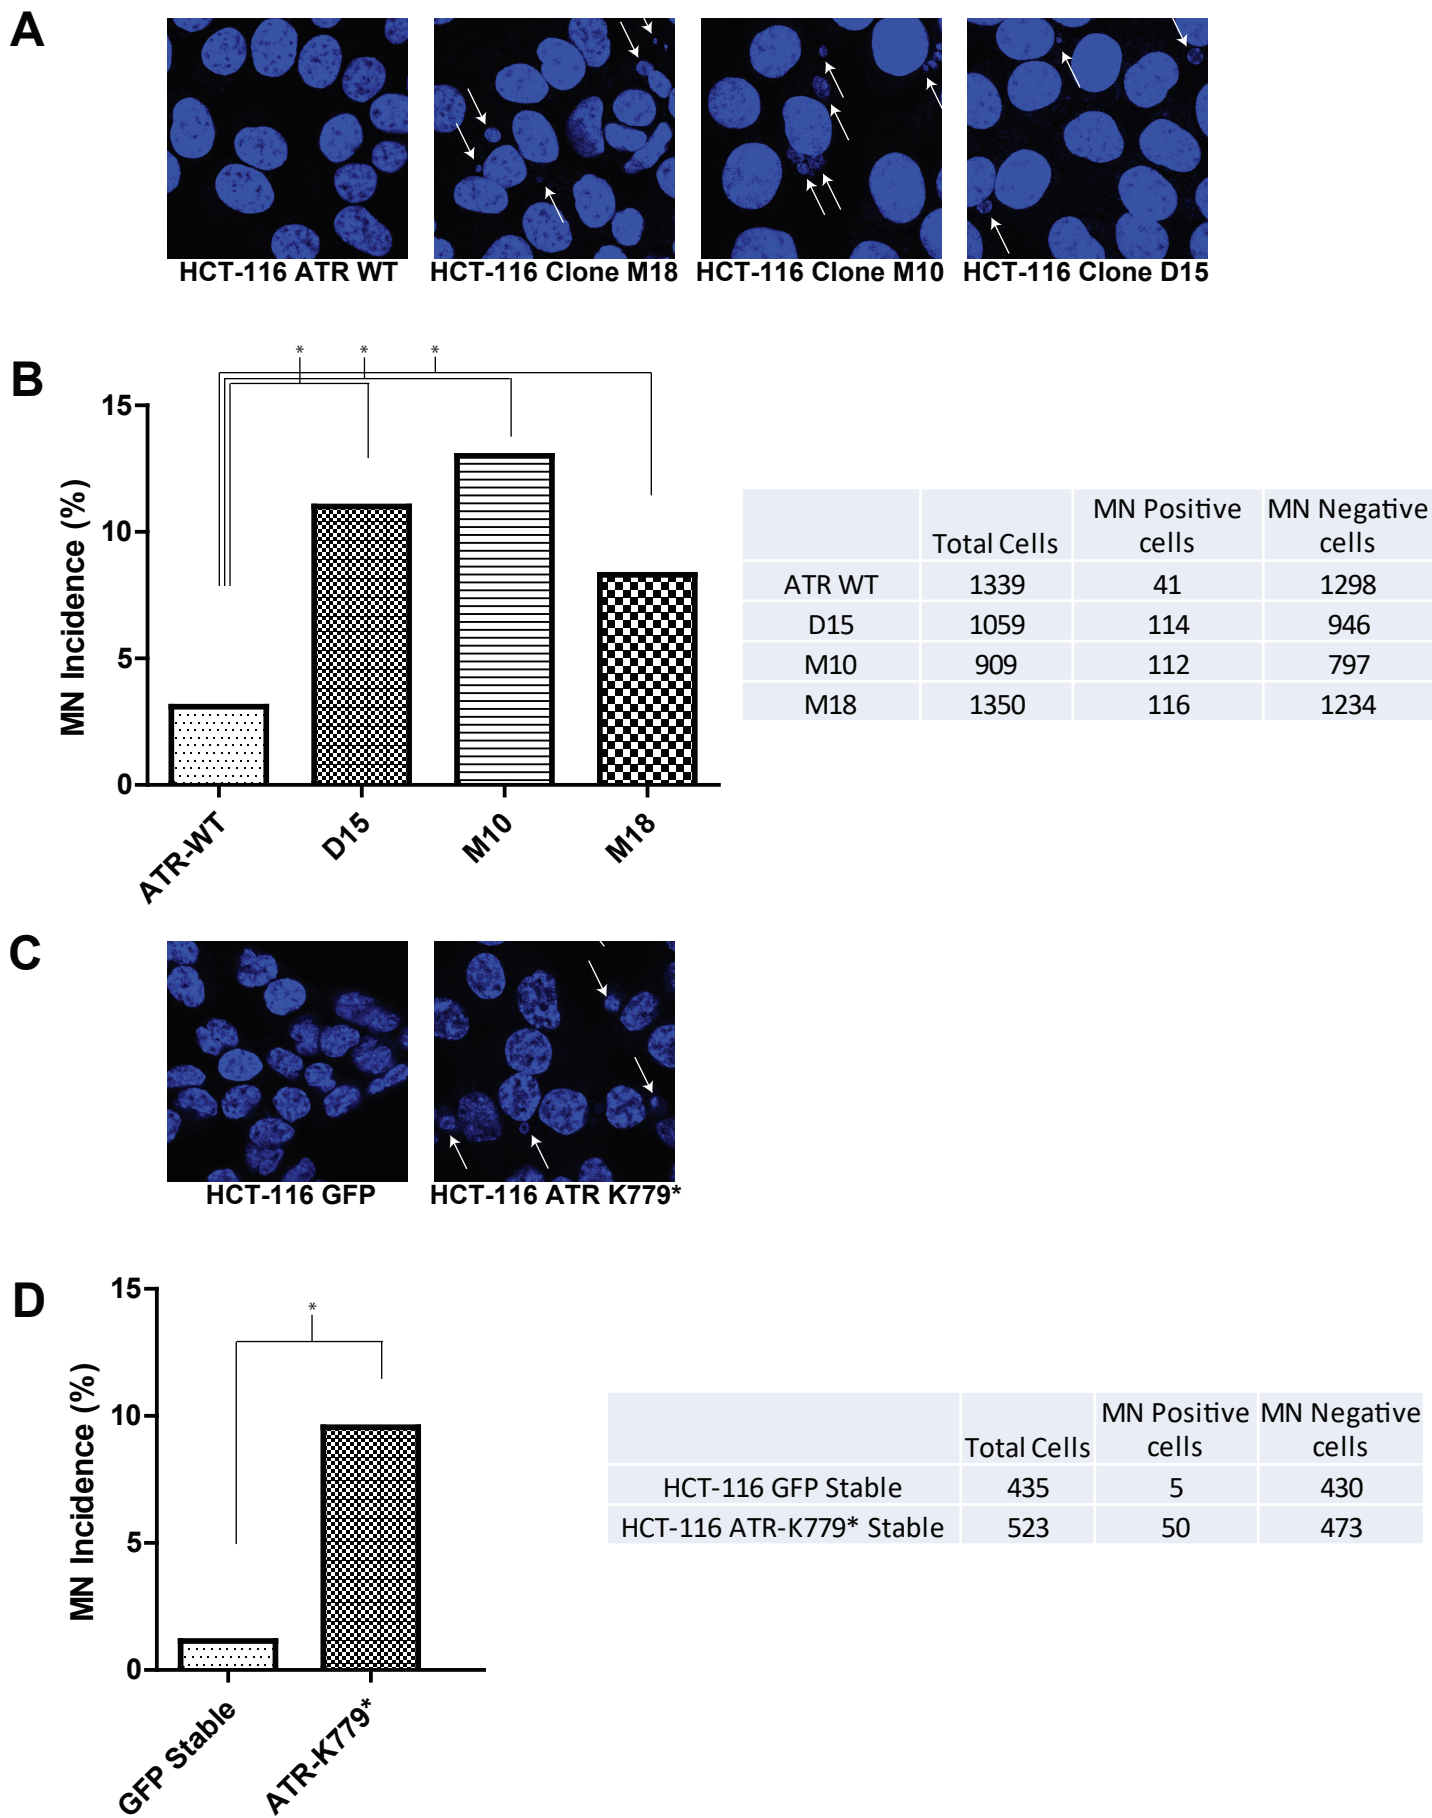 A
HCT-116 ATR WT
HCT-116 Clone M18
HCT-116 Clone M10
HCT-116 Clone D15
B
* * *
15
10
5
0
MN Incidence (%)
ATR-WT
D15
M10
M18
MN Positive MN Negative
Total Cells cells cells
ATR WT 1339 41 1298
D15 1059 114 946
M10 909 112 797
M18 1350 116 1234
C
HCT-116 GFP
HCT-116 ATR K779*
D
*
15
10
5
0
MN Incidence (%)
GFP Stable
ATR-K779*
MN Positive MN Negative
Total Cells cells cells
HCT-116 GFP Stable 435 5 430
HCT-116 ATR-K779* Stable 523 50 473